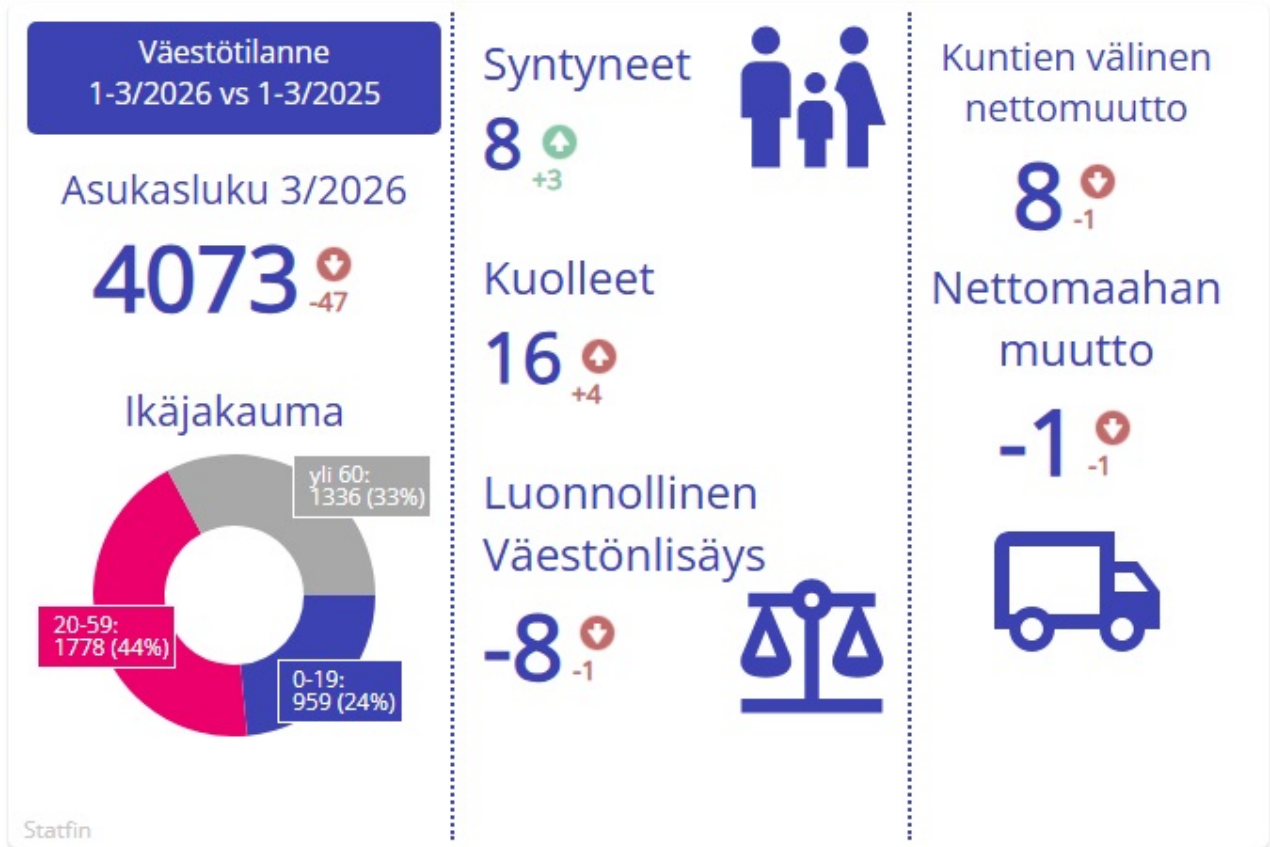 Väestötilanne
1-3/2026 vs 1-3/2025
Asukasluku 3/2026
4073
-47
Ikäjakauma
yli 60:
1336 (33%)
20-59:
1778 (44%)
0-19:
959 (24%)
Statfin
Syntyneet
8
+3
Kuolleet
16
+4
Luonnollinen
Väestönlisäys
-8
-1
Kuntien välinen
nettomuutto
8
-1
Nettomaahan
muutto
-1
-1